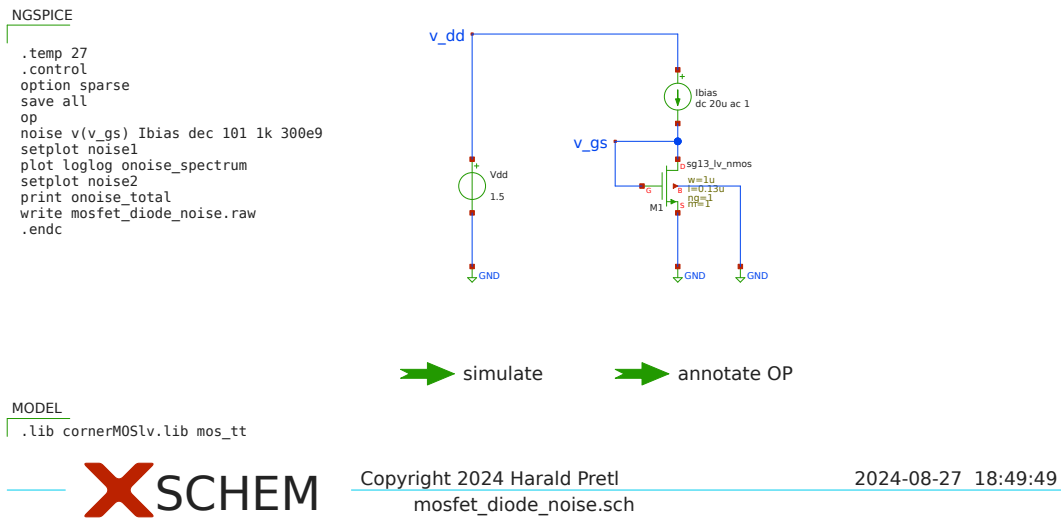 NGSPICE
.temp 27
.control
option sparse
save all
op
noise v(v_gs) Ibias dec 101 1k 300e9
setplot noise1
plot loglog onoise_spectrum
setplot noise2
print onoise_total
write mosfet_diode_noise.raw
.endc
v_dd
+
Ibias
dc 20u ac 1
v_gs
+
Vdd
1.5
D
sg13_lv_nmos
G
B
S
w=1u
l=0.13u
ng=1
m=1
M1
GND
GND
GND
simulate
annotate OP
MODEL
.lib cornerMOSlv.lib mos_tt
XSCHEM
Copyright 2024 Harald Pretl
2024-08-27 18:49:49
mosfet_diode_noise.sch